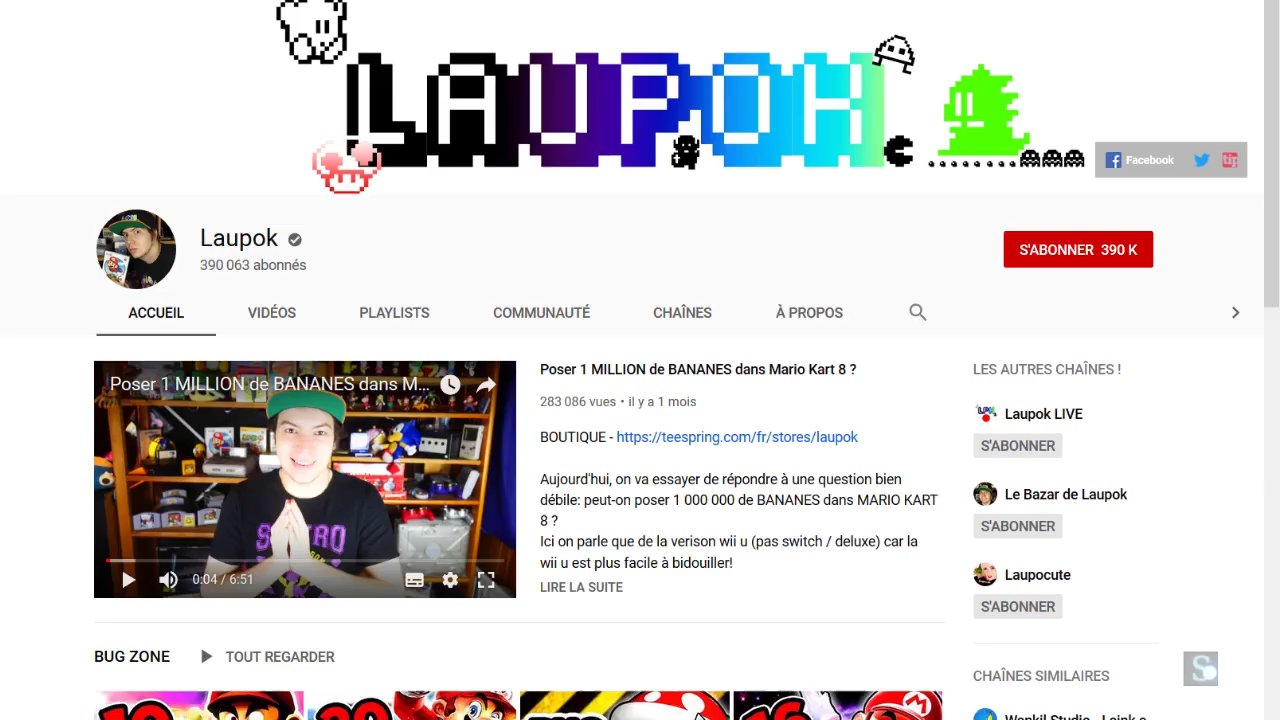 LAUPOK.
Facebook
Laupok
390 063 abonnés
S'ABONNER 390 K
ACCUEIL VIDÉOS PLAYLISTS COMMUNAUTÉ CHAÎNES À PROPOS
Poser 1 MILLION de BANANES dans M...
0:04 / 6:51
Poser 1 MILLION de BANANES dans Mario Kart 8 ?
283 086 vues • il y a 1 mois
BOUTIQUE - https://teespring.com/fr/stores/laupok
Aujourd'hui, on va essayer de répondre à une question bien
débile: peut-on poser 1 000 000 de BANANES dans MARIO KART
8 ?
Ici on parle que de la verison wii u (pas switch / deluxe) car la
wii u est plus facile à bidouiller!
LIRE LA SUITE
LES AUTRES CHAÎNES !
Laupok LIVE
S'ABONNER
Le Bazar de Laupok
S'ABONNER
Laupocute
S'ABONNER
CHAÎNES SIMILAIRES
BUG ZONE TOUT REGARDER